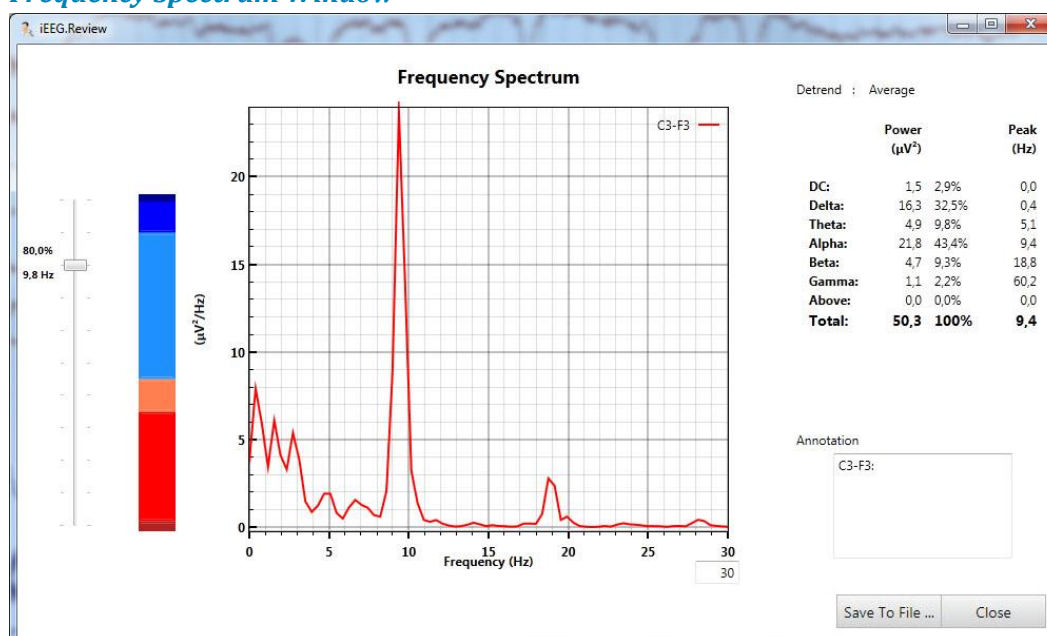 Frequency Spectrum Window
iEEG.Review
Frequency Spectrum
C3-F3
80,0%
9,8 Hz
(µV²/Hz)
20
15
10
5
0
0 5 10 15 20 25 30
Frequency (Hz)
30
Detrend : Average
Power Peak
(µV²) (Hz)
DC: 1,5 2,9% 0,0
Delta: 16,3 32,5% 0,4
Theta: 4,9 9,8% 5,1
Alpha: 21,8 43,4% 9,4
Beta: 4,7 9,3% 18,8
Gamma: 1,1 2,2% 60,2
Above: 0,0 0,0% 0,0
Total: 50,3 100% 9,4
Annotation
C3-F3:
Save To File ... Close